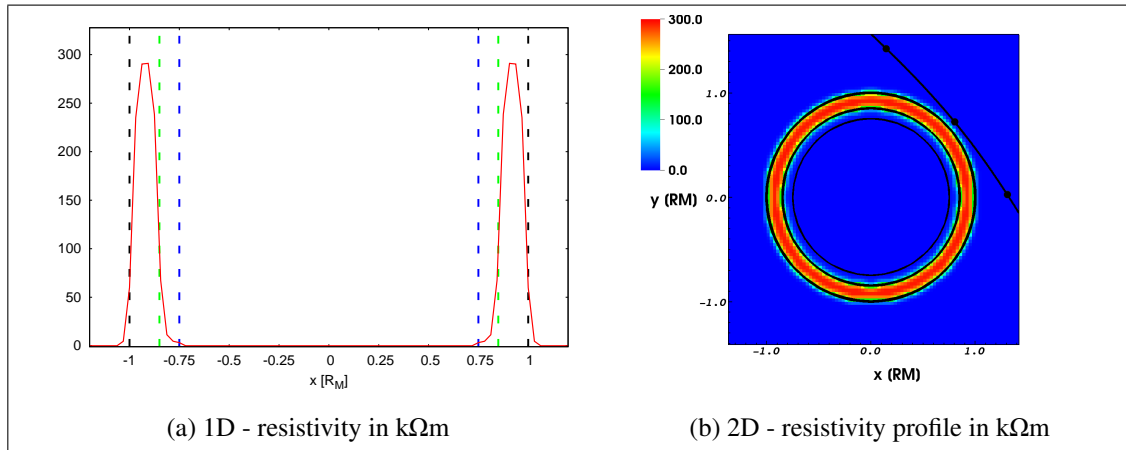 300
250
200
150
100
50
0
-1 -0.75 -0.5 -0.25 0 0.25 0.5 0.75 1
x [R_M]
300.0
200.0
100.0
0.0
y (RM)
1.0
0.0
-1.0
-1.0 0.0 1.0
x (RM)
(a) 1D - resistivity in kΩm
(b) 2D - resistivity profile in kΩm